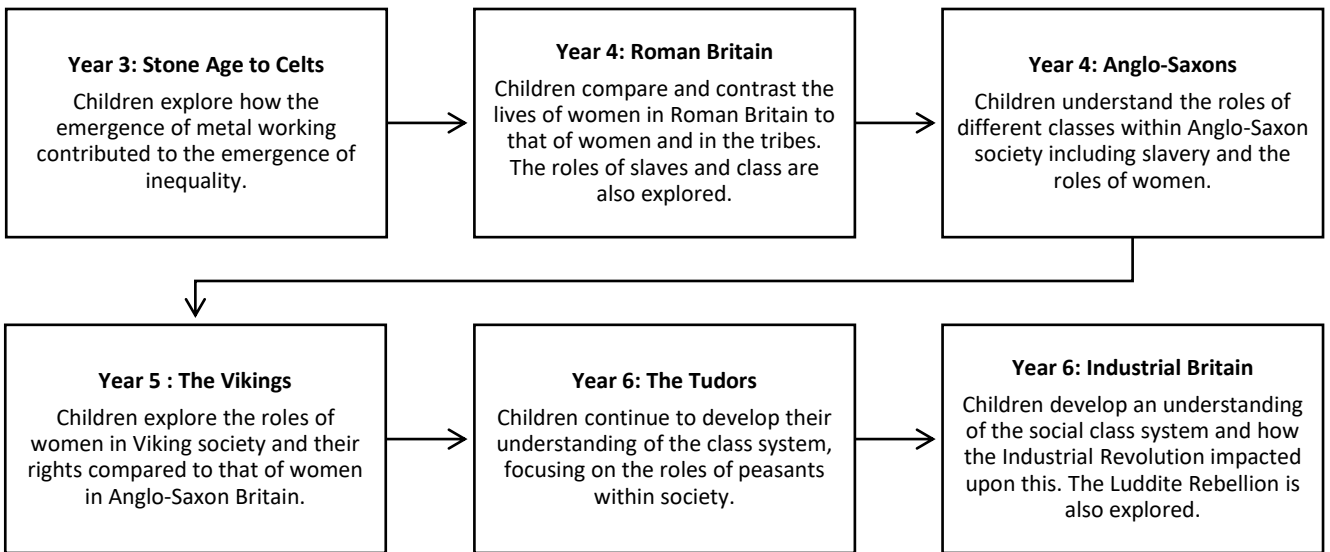 Year 3: Stone Age to Celts
Children explore how the
emergence of metal working
contributed to the emergence of
inequality.
Year 4: Roman Britain
Children compare and contrast the
lives of women in Roman Britain to
that of women and in the tribes.
The roles of slaves and class are
also explored.
Year 4: Anglo-Saxons
Children understand the roles of
different classes within Anglo-Saxon
society including slavery and the
roles of women.
Year 5 : The Vikings
Children explore the roles of
women in Viking society and their
rights compared to that of women
in Anglo-Saxon Britain.
Year 6: The Tudors
Children continue to develop their
understanding of the class system,
focusing on the roles of peasants
within society.
Year 6: Industrial Britain
Children develop an understanding
of the social class system and how
the Industrial Revolution impacted
upon this. The Luddite Rebellion is
also explored.